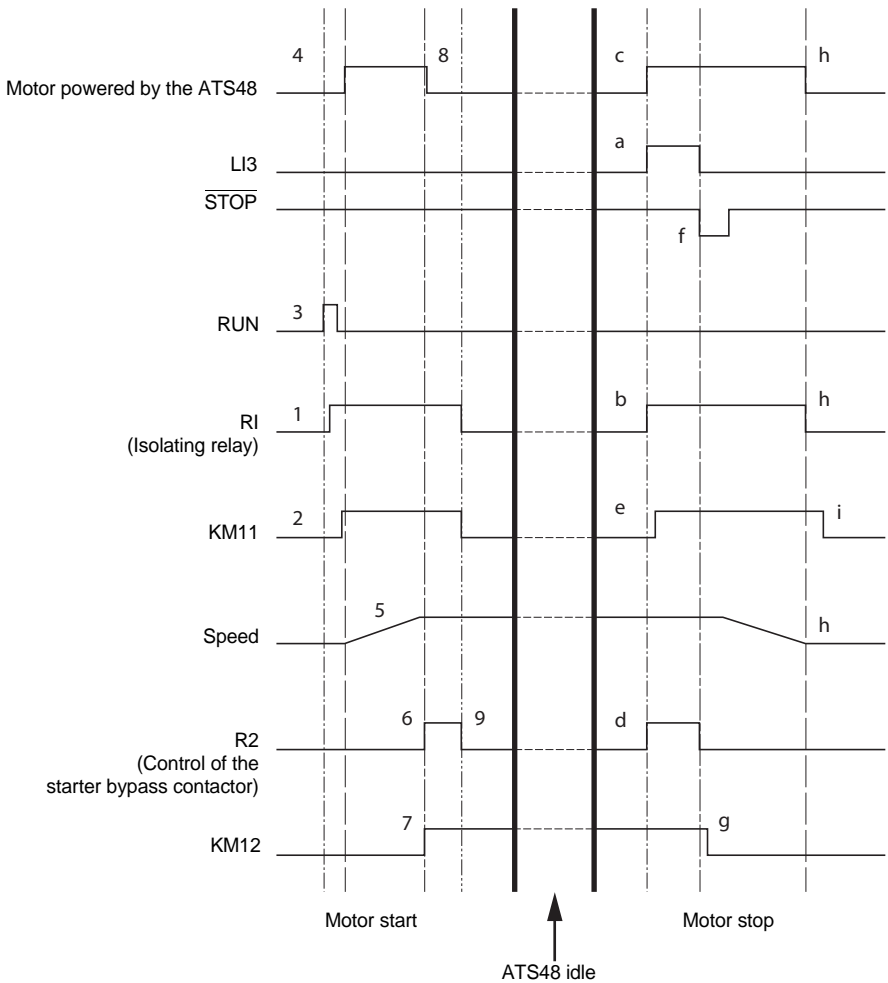 4 8 c h
Motor powered by the ATS48
a
LI3
STOP
f
3
RUN
1 b h
RI
(Isolating relay)
2 e i
KM11
5
Speed h
6 9 d
R2
(Control of the
starter bypass contactor)
7 g
KM12
Motor start Motor stop
ATS48 idle